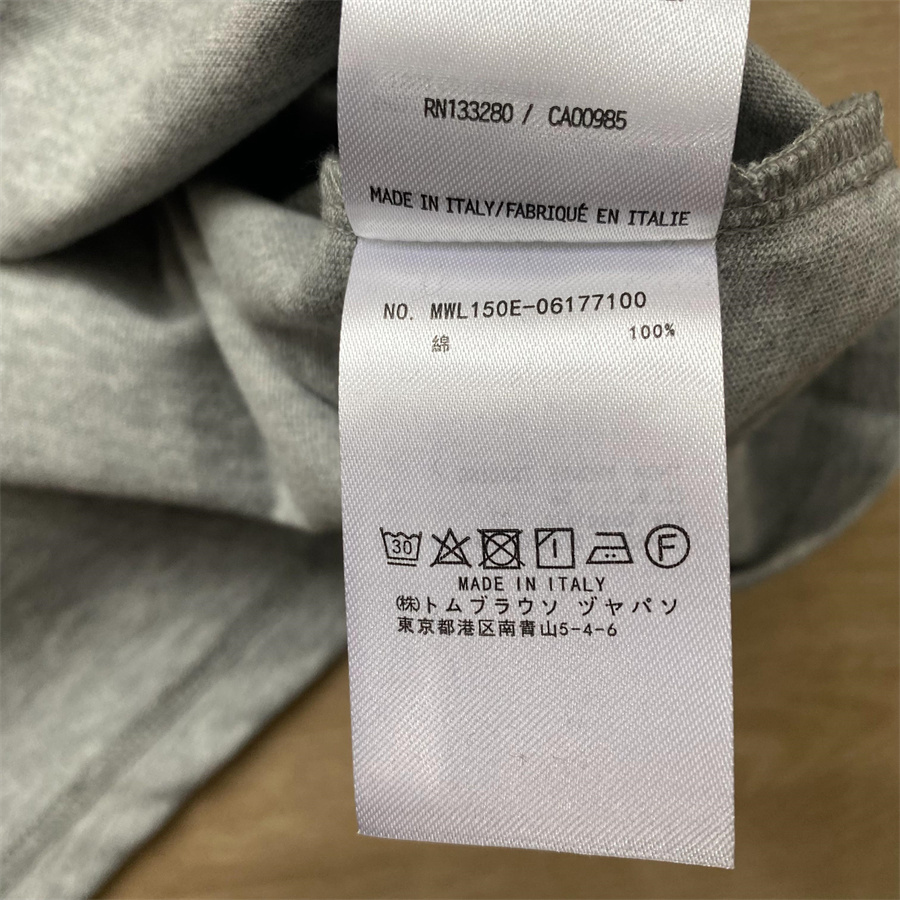 RN133280 / CA00985
MADE IN ITALY/FABRIQUÉ EN ITALIE
NO. MWL150E-06177100
綿 100%
30 F
MADE IN ITALY
㈱トムブラウソ ヅヤパソ
東京都港区南青山5-4-6